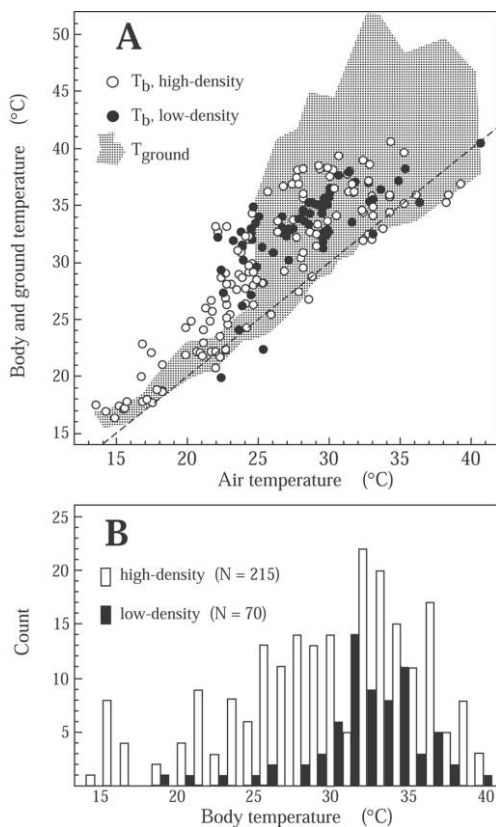 A
50
45
40
35
30
25
20
15
T_b, high-density
T_b, low-density
T_ground
Body and ground temperature (°C)
15 20 25 30 35 40
Air temperature (°C)
B
25
20
15
10
5
high-density (N = 215)
low-density (N = 70)
Count
15 20 25 30 35 40
Body temperature (°C)